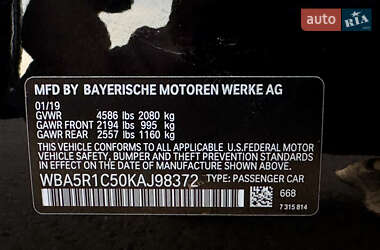 auto RIA
MFD BY BAYERISCHE MOTOREN WERKE AG
01/19
GVWR 4586 lbs 2080 kg
GAWR FRONT 2194 lbs 995 kg
GAWR REAR 2557 lbs 1160 kg
THIS VEHICLE CONFORMS TO ALL APPLICABLE U.S.FEDERAL MOTOR
VEHICLE SAFETY, BUMPER AND THEFT PREVENTION STANDARDS IN
EFFECT ON THE DATE OF MANUFACTURE SHOWN ABOVE.
WBA5R1C50KAJ98372 TYPE: PASSENGER CAR
668
7 315 814